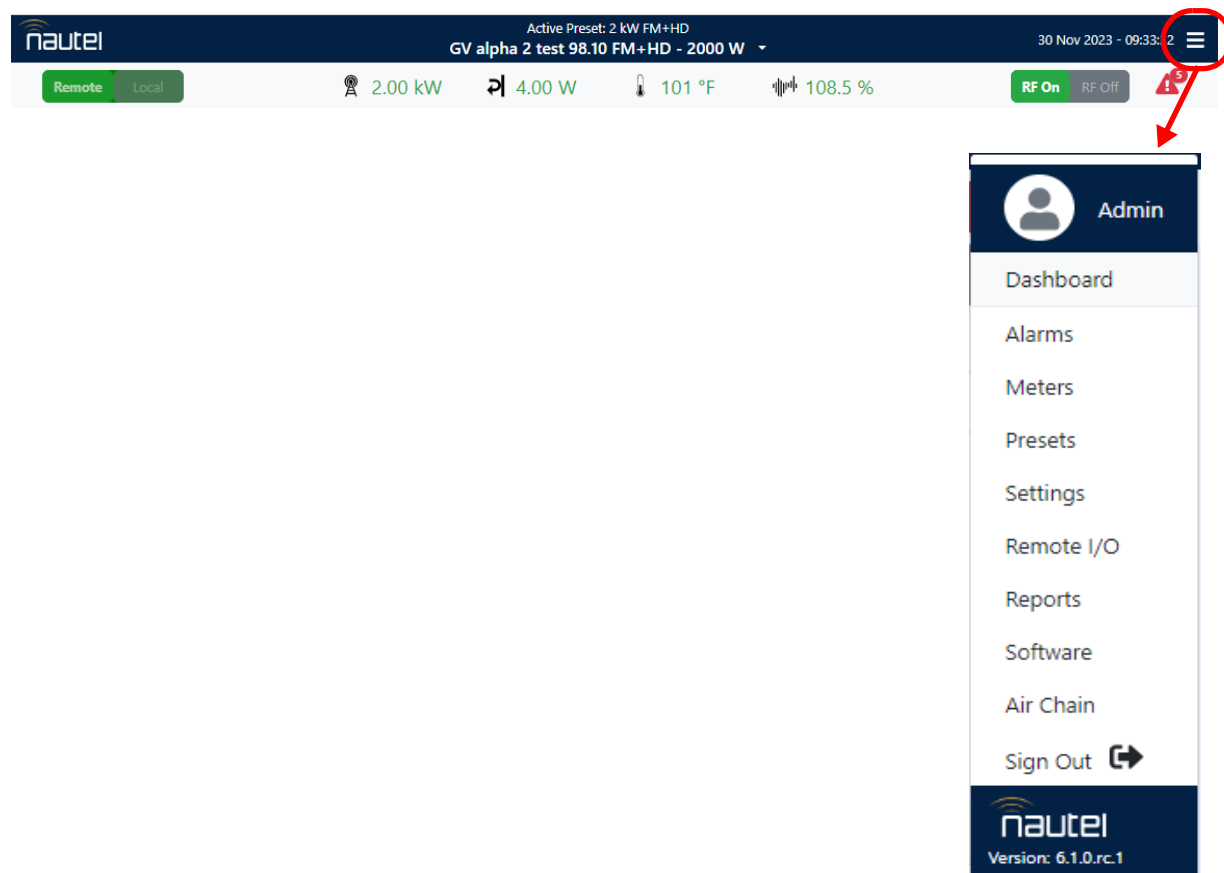 nautel
Active Preset: 2 kW FM+HD
GV alpha 2 test 98.10 FM+HD - 2000 W
30 Nov 2023 - 09:33: 2
Remote Local
2.00 kW 4.00 W 101 °F 108.5 %
RF On RF Off
5
Admin
Dashboard
Alarms
Meters
Presets
Settings
Remote I/O
Reports
Software
Air Chain
Sign Out
nautel
Version: 6.1.0.rc.1